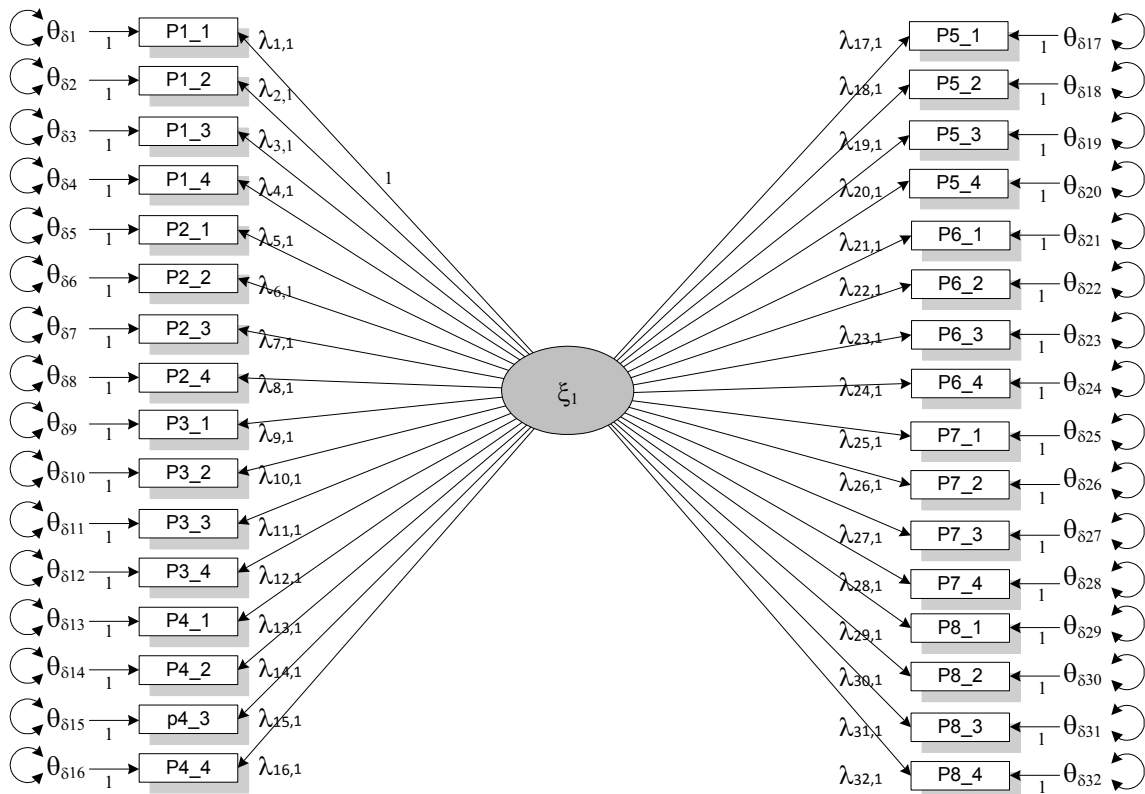 θδ1 1 P1_1 λ1,1 λ17,1 P5_1 1 θδ17
θδ2 1 P1_2 λ2,1 λ18,1 P5_2 1 θδ18
θδ3 1 P1_3 λ3,1 λ19,1 P5_3 1 θδ19
θδ4 1 P1_4 λ4,1 1 λ20,1 P5_4 1 θδ20
θδ5 1 P2_1 λ5,1 λ21,1 P6_1 1 θδ21
θδ6 1 P2_2 λ6,1 λ22,1 P6_2 1 θδ22
θδ7 1 P2_3 λ7,1 λ23,1 P6_3 1 θδ23
θδ8 1 P2_4 λ8,1 ξ1 λ24,1 P6_4 1 θδ24
θδ9 1 P3_1 λ9,1 λ25,1 P7_1 1 θδ25
θδ10 1 P3_2 λ10,1 λ26,1 P7_2 1 θδ26
θδ11 1 P3_3 λ11,1 λ27,1 P7_3 1 θδ27
θδ12 1 P3_4 λ12,1 λ28,1 P7_4 1 θδ28
θδ13 1 P4_1 λ13,1 λ29,1 P8_1 1 θδ29
θδ14 1 P4_2 λ14,1 λ30,1 P8_2 1 θδ30
θδ15 1 p4_3 λ15,1 λ31,1 P8_3 1 θδ31
θδ16 1 P4_4 λ16,1 λ32,1 P8_4 1 θδ32